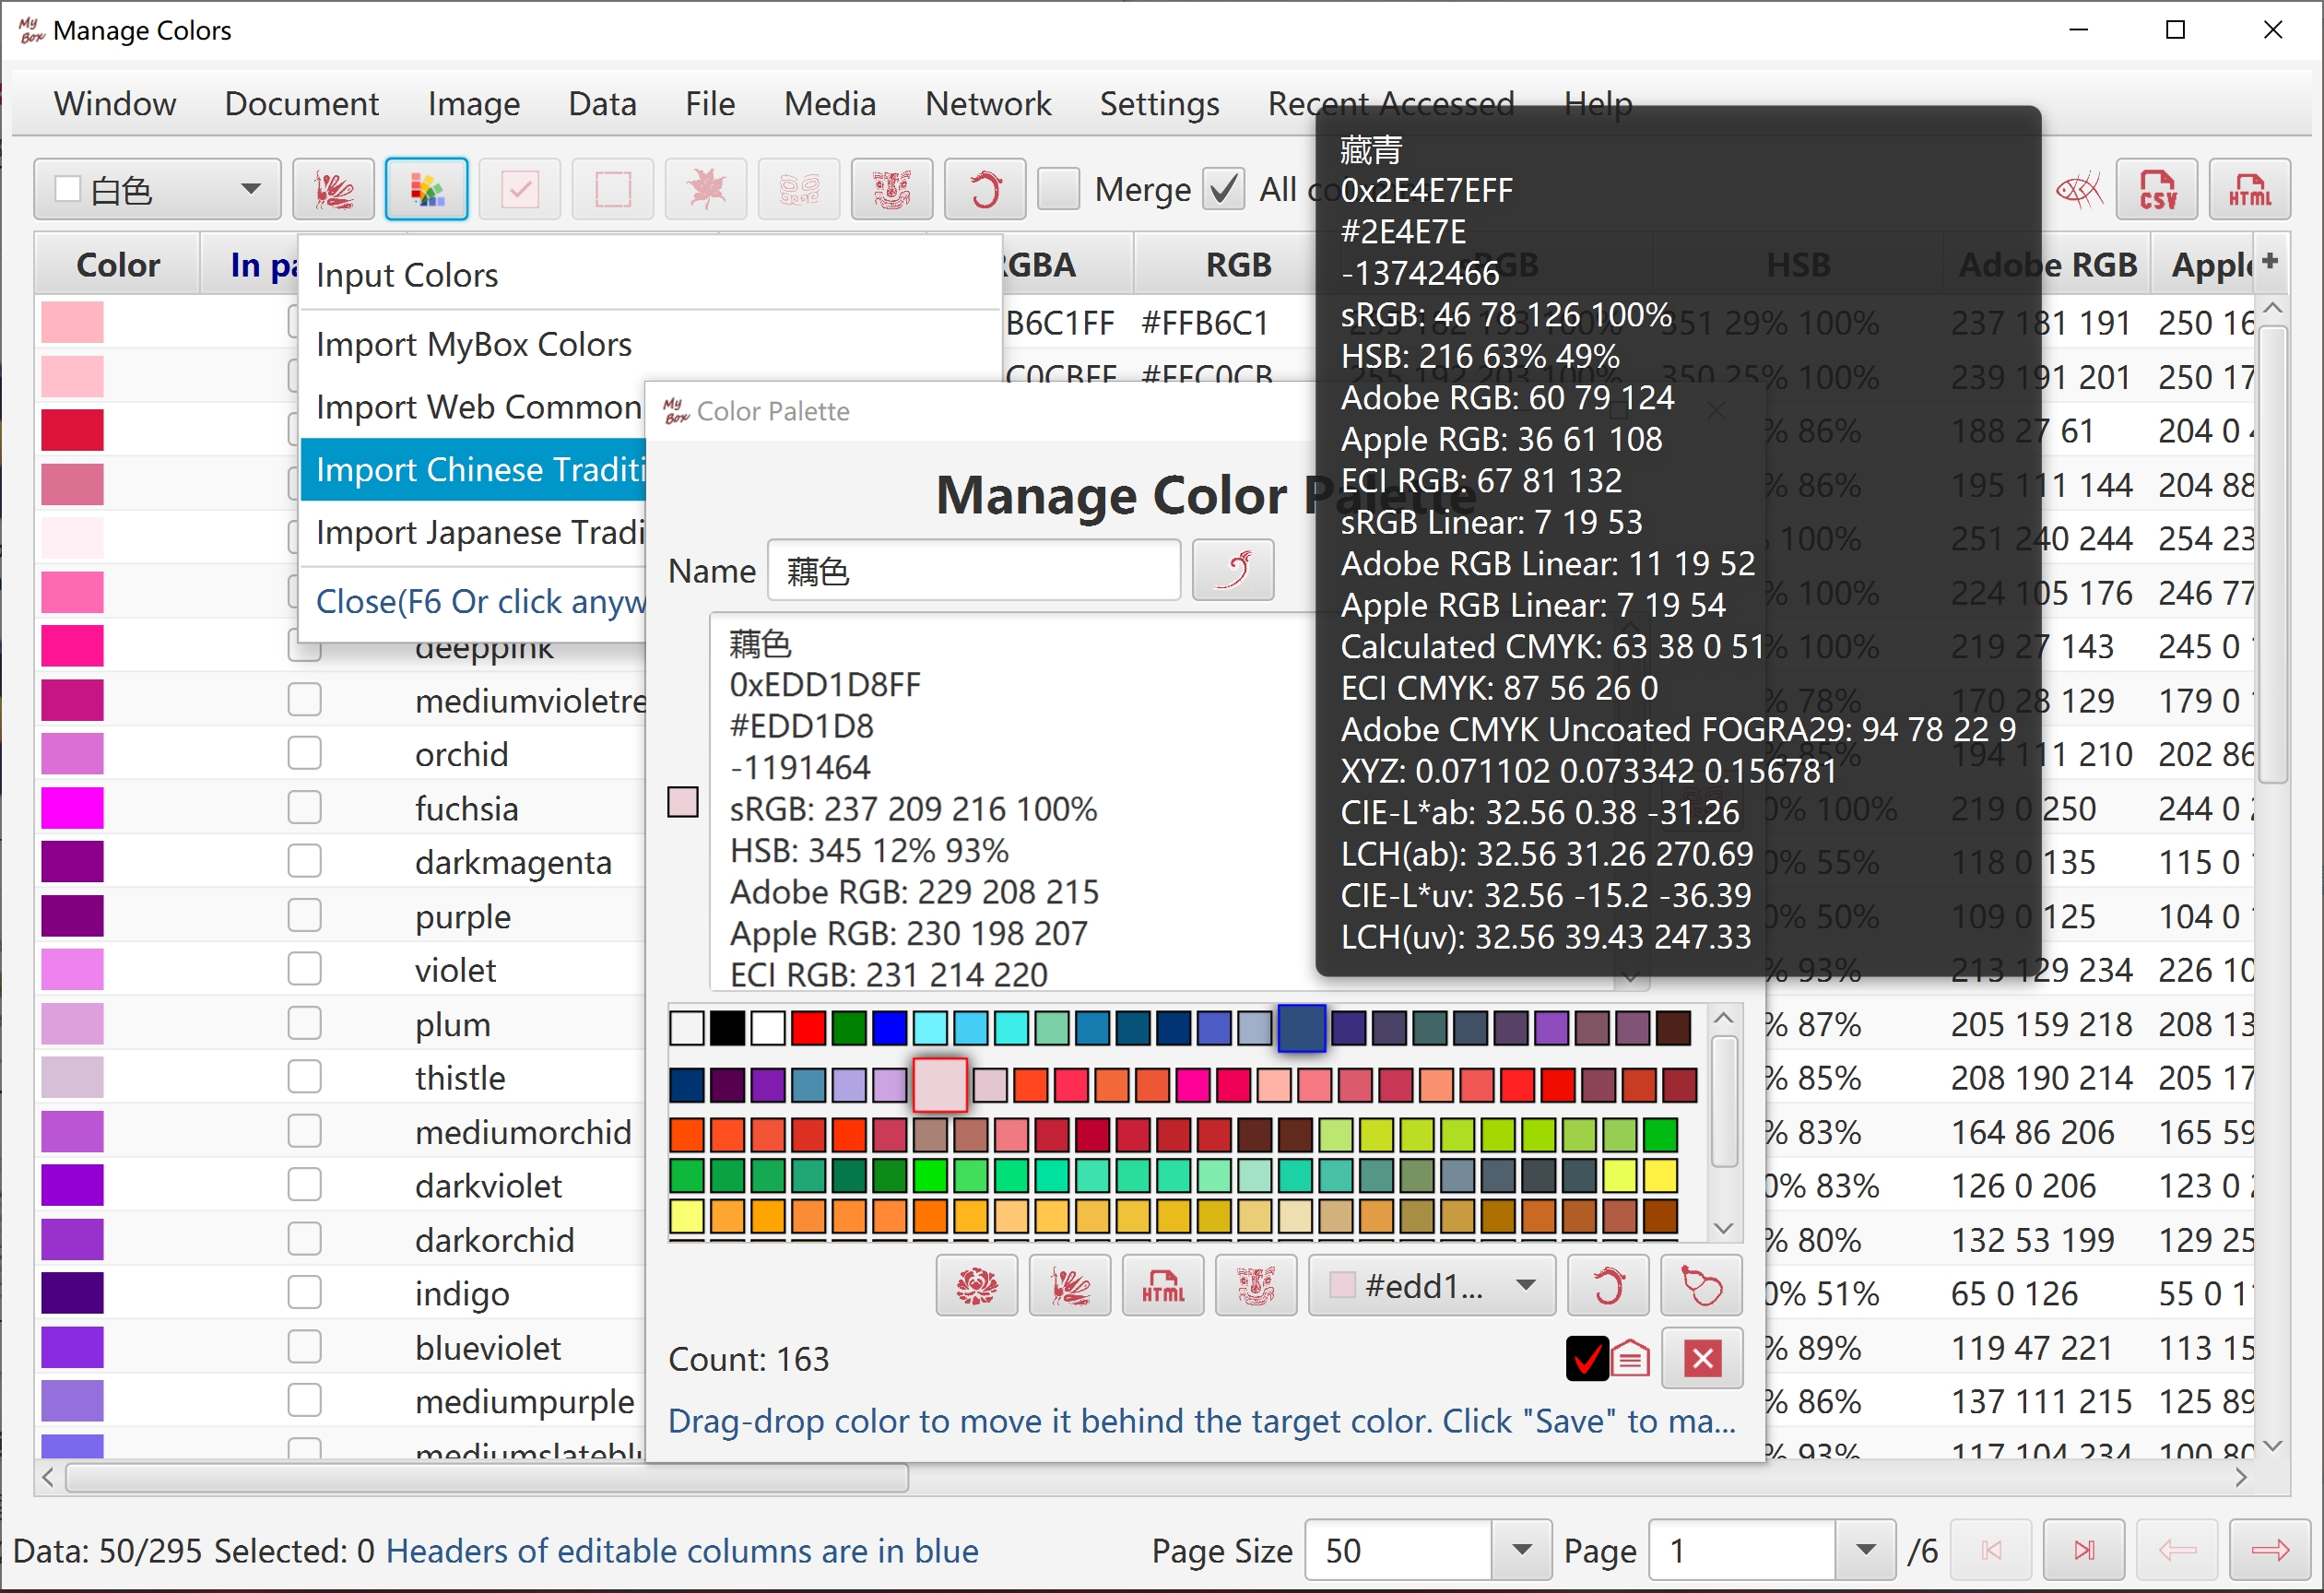 My Box Manage Colors
Window Document Image Data File Media Network Settings Recent Accessed Help
白色 Merge All co CSV HTML
Color In pa RGBA RGB RGB HSB Adobe RGB Apple +
Input Colors
Import MyBox Colors
Import Web Common
Import Chinese Traditi
Import Japanese Tradi
Close(F6 Or click anyw
B6C1FF #FFB6C1 351 29% 100% 237 181 191 250 16
C0CBFF #FFC0CB 255 192 203 100% 350 25% 100% 239 191 201 250 17
% 86% 188 27 61 204 0
% 86% 195 111 144 204 88
100% 251 240 244 254 23
% 100% 224 105 176 246 77
deeppink % 100% 219 27 143 245 0
mediumvioletre % 78% 170 28 129 179 0
orchid % 85% 194 111 210 202 86
fuchsia 0% 100% 219 0 250 244 0
darkmagenta 0% 55% 118 0 135 115 0
purple 0% 50% 109 0 125 104 0
violet % 93% 213 129 234 226 10
plum % 87% 205 159 218 208 13
thistle % 85% 208 190 214 205 17
mediumorchid % 83% 164 86 206 165 59
darkviolet 0% 83% 126 0 206 123 0
darkorchid % 80% 132 53 199 129 25
indigo 0% 51% 65 0 126 55 0 1
blueviolet % 89% 119 47 221 113 15
mediumpurple % 86% 137 111 215 125 89
mediumslateblu % 93% 117 104 234 100 80
My Box Color Palette
Manage Color Palette
Name 藕色
藕色
0xEDD1D8FF
#EDD1D8
-1191464
sRGB: 237 209 216 100%
HSB: 345 12% 93%
Adobe RGB: 229 208 215
Apple RGB: 230 198 207
ECI RGB: 231 214 220
HTML #edd1...
Count: 163
Drag-drop color to move it behind the target color. Click "Save" to ma...
藏青
0x2E4E7EFF
#2E4E7E
-13742466
sRGB: 46 78 126 100%
HSB: 216 63% 49%
Adobe RGB: 60 79 124
Apple RGB: 36 61 108
ECI RGB: 67 81 132
sRGB Linear: 7 19 53
Adobe RGB Linear: 11 19 52
Apple RGB Linear: 7 19 54
Calculated CMYK: 63 38 0 51
ECI CMYK: 87 56 26 0
Adobe CMYK Uncoated FOGRA29: 94 78 22 9
XYZ: 0.071102 0.073342 0.156781
CIE-L*ab: 32.56 0.38 -31.26
LCH(ab): 32.56 31.26 270.69
CIE-L*uv: 32.56 -15.2 -36.39
LCH(uv): 32.56 39.43 247.33
Data: 50/295 Selected: 0 Headers of editable columns are in blue Page Size 50 Page 1 /6